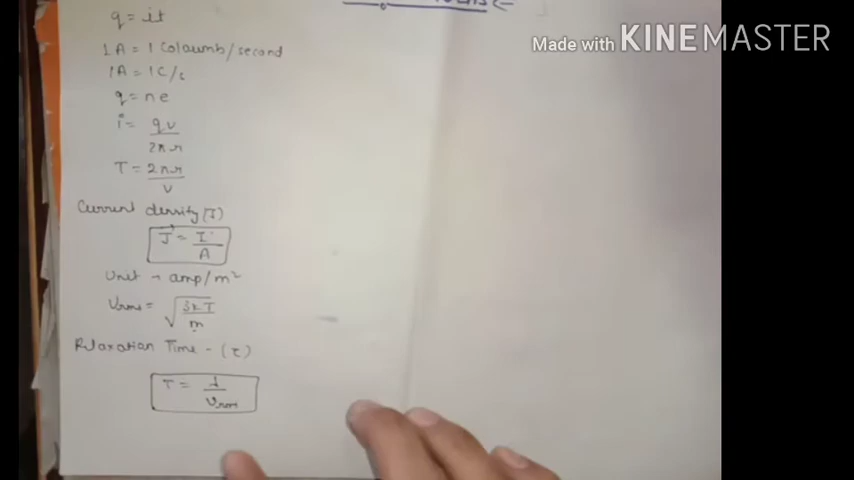 Made with KINEMASTER
q = it
1A = 1 Coloumb/second
1A = 1C/s
q = ne
i = qv/2πr
T = 2πr/v
Current density (J)
J = I/A
Unit → amp/m²
Vrms = √3kT/m
Relaxation Time - (τ)
τ = λ/Vrms